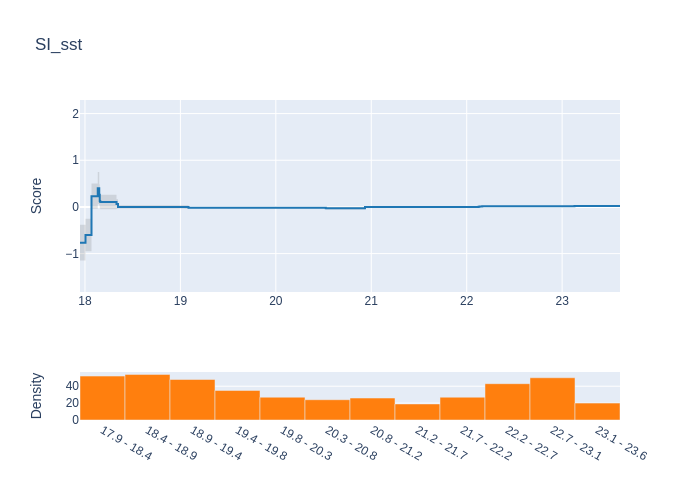 SI_sst
2
1
0
−1
Score
18
19
20
21
22
23
40
20
0
Density
17.9 - 18.4
18.4 - 18.9
18.9 - 19.4
19.4 - 19.8
19.8 - 20.3
20.3 - 20.8
20.8 - 21.2
21.2 - 21.7
21.7 - 22.2
22.2 - 22.7
22.7 - 23.1
23.1 - 23.6